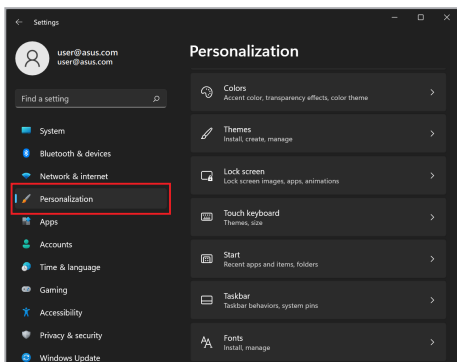 Settings
user@asus.com
user@asus.com
Find a setting
System
Bluetooth & devices
Network & internet
Personalization
Apps
Accounts
Time & language
Gaming
Accessibility
Privacy & security
Windows Update
Personalization
Colors
Accent color, transparency effects, color theme
Themes
Install, create, manage
Lock screen
Lock screen images, apps, animations
Touch keyboard
Themes, size
Start
Recent apps and items, folders
Taskbar
Taskbar behaviors, system pins
Fonts
Install, manage